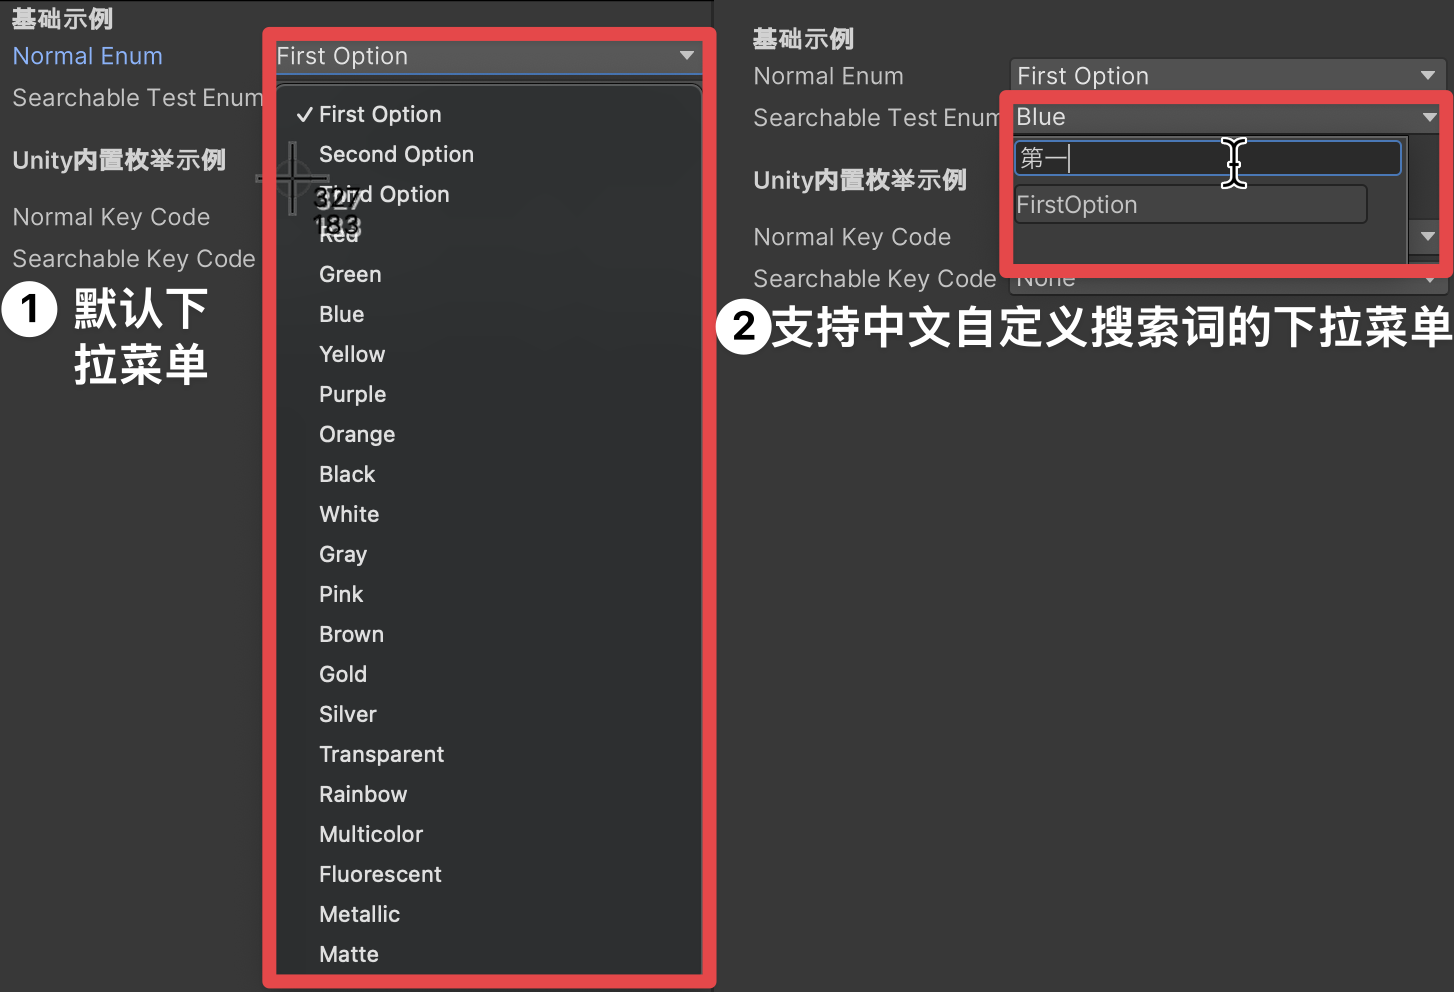 基础示例
Normal Enum
First Option
Searchable Test Enum
Unity内置枚举示例
Normal Key Code
Searchable Key Code
1 默认下
拉菜单
✓ First Option
Second Option
Third Option
327
183
Red
Green
Blue
Yellow
Purple
Orange
Black
White
Gray
Pink
Brown
Gold
Silver
Transparent
Rainbow
Multicolor
Fluorescent
Metallic
Matte
基础示例
Normal Enum
First Option
Searchable Test Enum
Blue
第一
FirstOption
Unity内置枚举示例
Normal Key Code
Searchable Key Code
None
2 支持中文自定义搜索词的下拉菜单